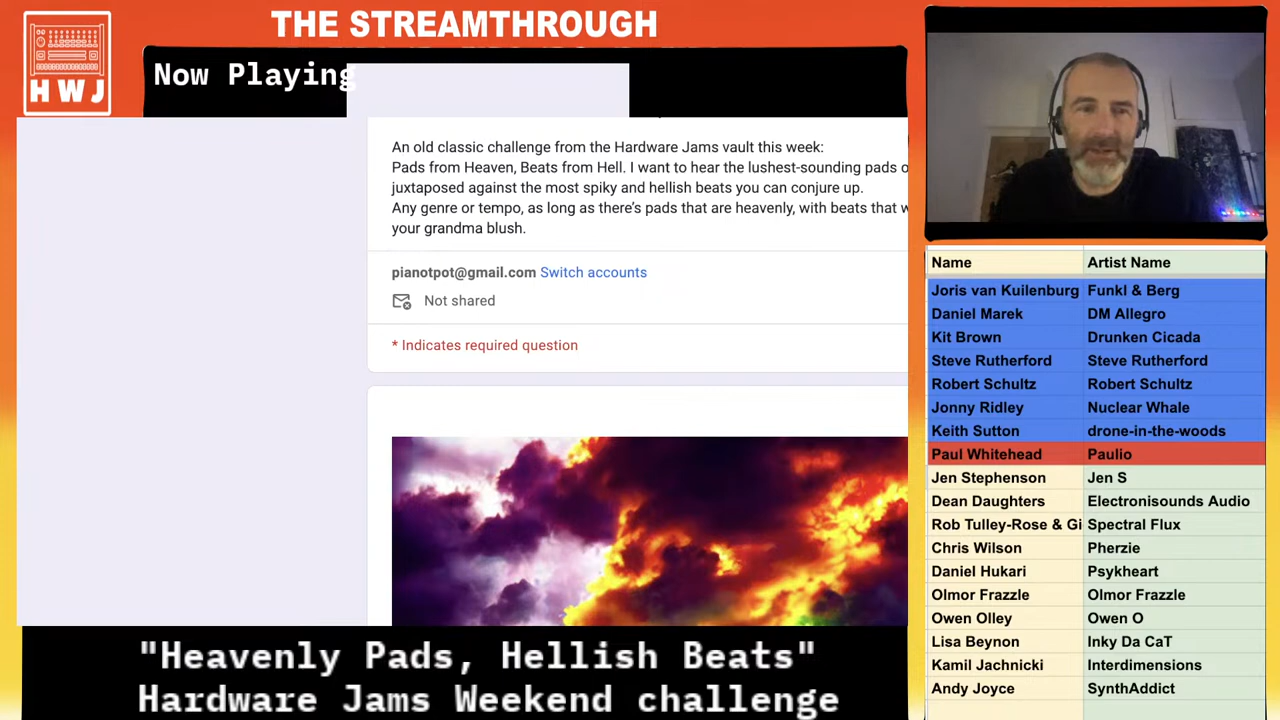 THE STREAMTHROUGH
HWJ
Now Playing
An old classic challenge from the Hardware Jams vault this week:
Pads from Heaven, Beats from Hell. I want to hear the lushest-sounding pads
juxtaposed against the most spiky and hellish beats you can conjure up.
Any genre or tempo, as long as there's pads that are heavenly, with beats that
your grandma blush.
pianotpot@gmail.com Switch accounts
Not shared
* Indicates required question
"Heavenly Pads, Hellish Beats"
Hardware Jams Weekend challenge
Name Artist Name
Joris van Kuilenburg Funkl & Berg
Daniel Marek DM Allegro
Kit Brown Drunken Cicada
Steve Rutherford Steve Rutherford
Robert Schultz Robert Schultz
Jonny Ridley Nuclear Whale
Keith Sutton drone-in-the-woods
Paul Whitehead Paulio
Jen Stephenson Jen S
Dean Daughters Electronisounds Audio
Rob Tulley-Rose & Gi Spectral Flux
Chris Wilson Pherzie
Daniel Hukari Psykheart
Olmor Frazzle Olmor Frazzle
Owen Olley Owen O
Lisa Beynon Inky Da CaT
Kamil Jachnicki Interdimensions
Andy Joyce SynthAddict